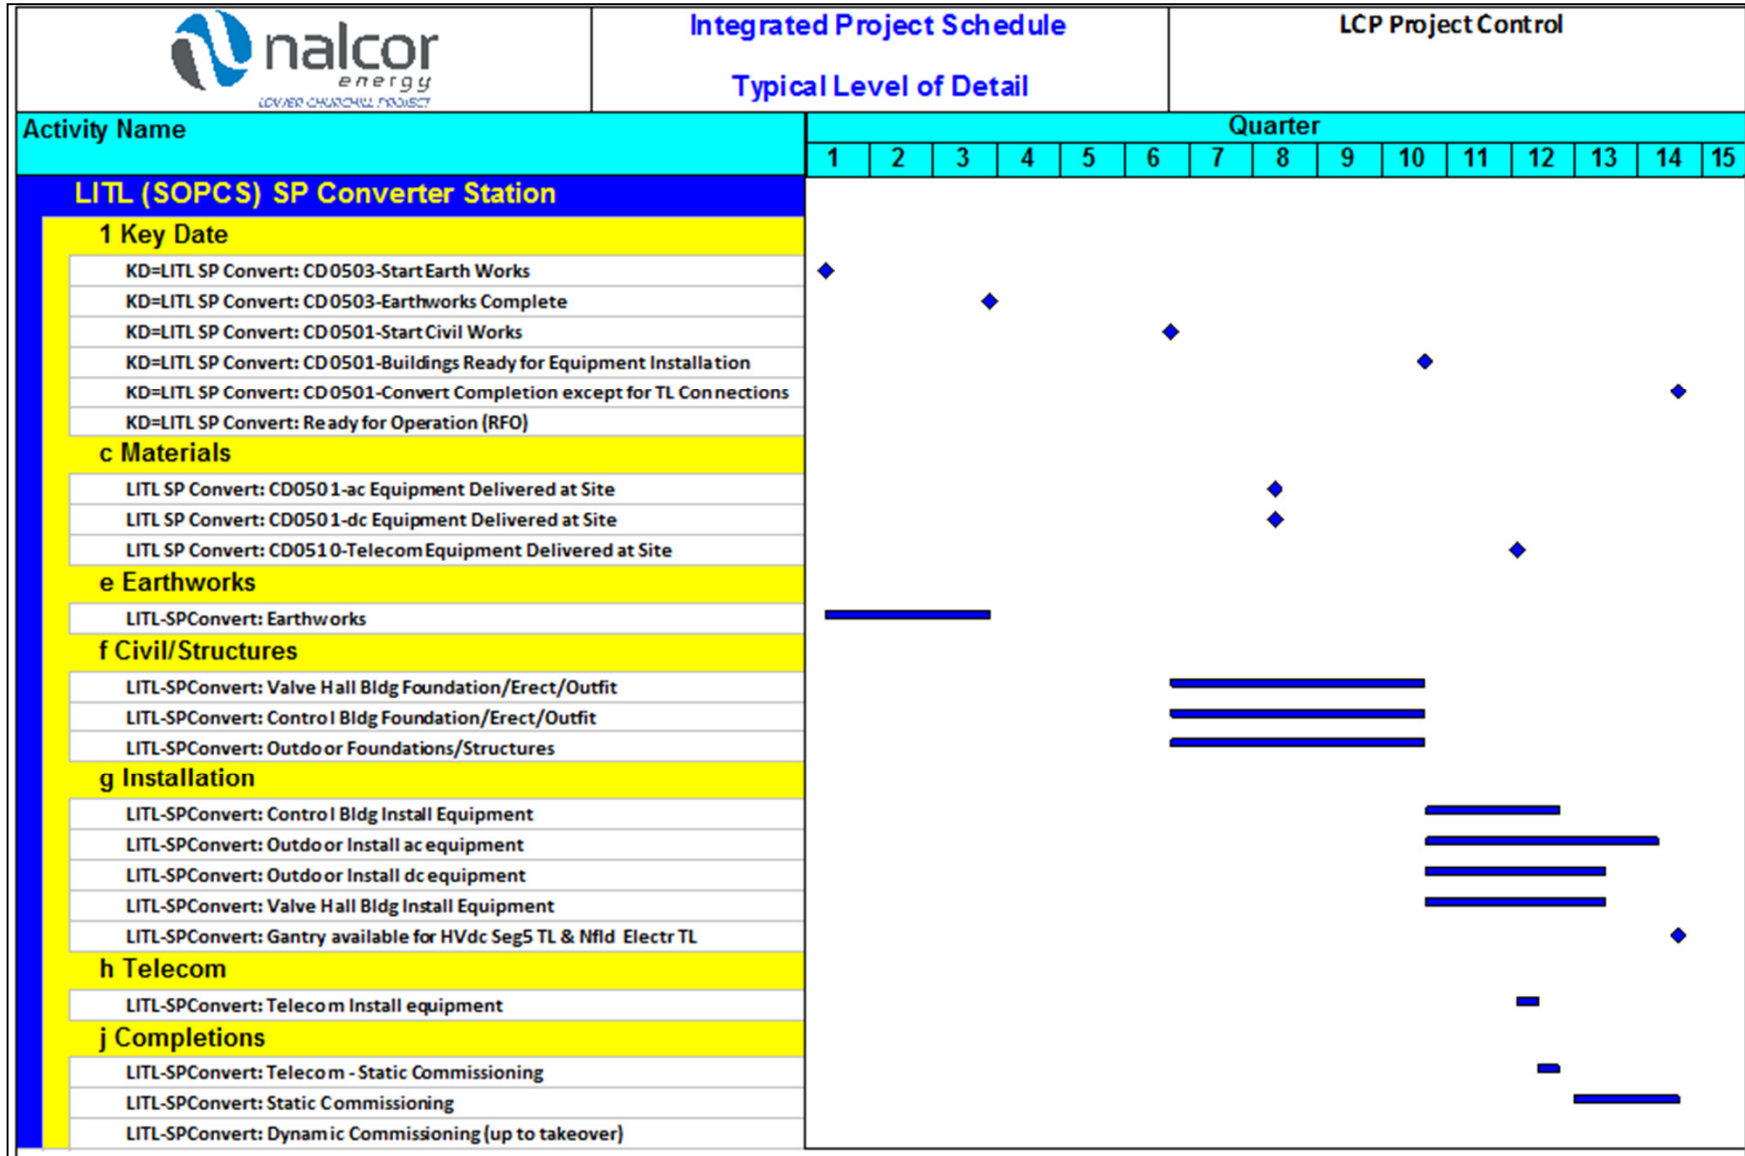 nalcor
energy
LOWER CHURCHILL PROJECT
Integrated Project Schedule
Typical Level of Detail
LCP Project Control
Activity Name
Quarter
1 2 3 4 5 6 7 8 9 10 11 12 13 14 15
LITL (SOPCS) SP Converter Station
1 Key Date
KD=LITL SP Convert: CD0503-Start Earth Works
KD=LITL SP Convert: CD0503-Earthworks Complete
KD=LITL SP Convert: CD0501-Start Civil Works
KD=LITL SP Convert: CD0501-Buildings Ready for Equipment Installation
KD=LITL SP Convert: CD0501-Convert Completion except for TL Connections
KD=LITL SP Convert: Ready for Operation (RFO)
c Materials
LITL SP Convert: CD0501-ac Equipment Delivered at Site
LITL SP Convert: CD0501-dc Equipment Delivered at Site
LITL SP Convert: CD0510-Telecom Equipment Delivered at Site
e Earthworks
LITL-SPConvert: Earthworks
f Civil/Structures
LITL-SPConvert: Valve Hall Bldg Foundation/Erect/Outfit
LITL-SPConvert: Control Bldg Foundation/Erect/Outfit
LITL-SPConvert: Outdoor Foundations/Structures
g Installation
LITL-SPConvert: Control Bldg Install Equipment
LITL-SPConvert: Outdoor Install ac equipment
LITL-SPConvert: Outdoor Install dc equipment
LITL-SPConvert: Valve Hall Bldg Install Equipment
LITL-SPConvert: Gantry available for HVdc Seg5 TL & Nfld Electr TL
h Telecom
LITL-SPConvert: Telecom Install equipment
j Completions
LITL-SPConvert: Telecom - Static Commissioning
LITL-SPConvert: Static Commissioning
LITL-SPConvert: Dynamic Commissioning (up to takeover)